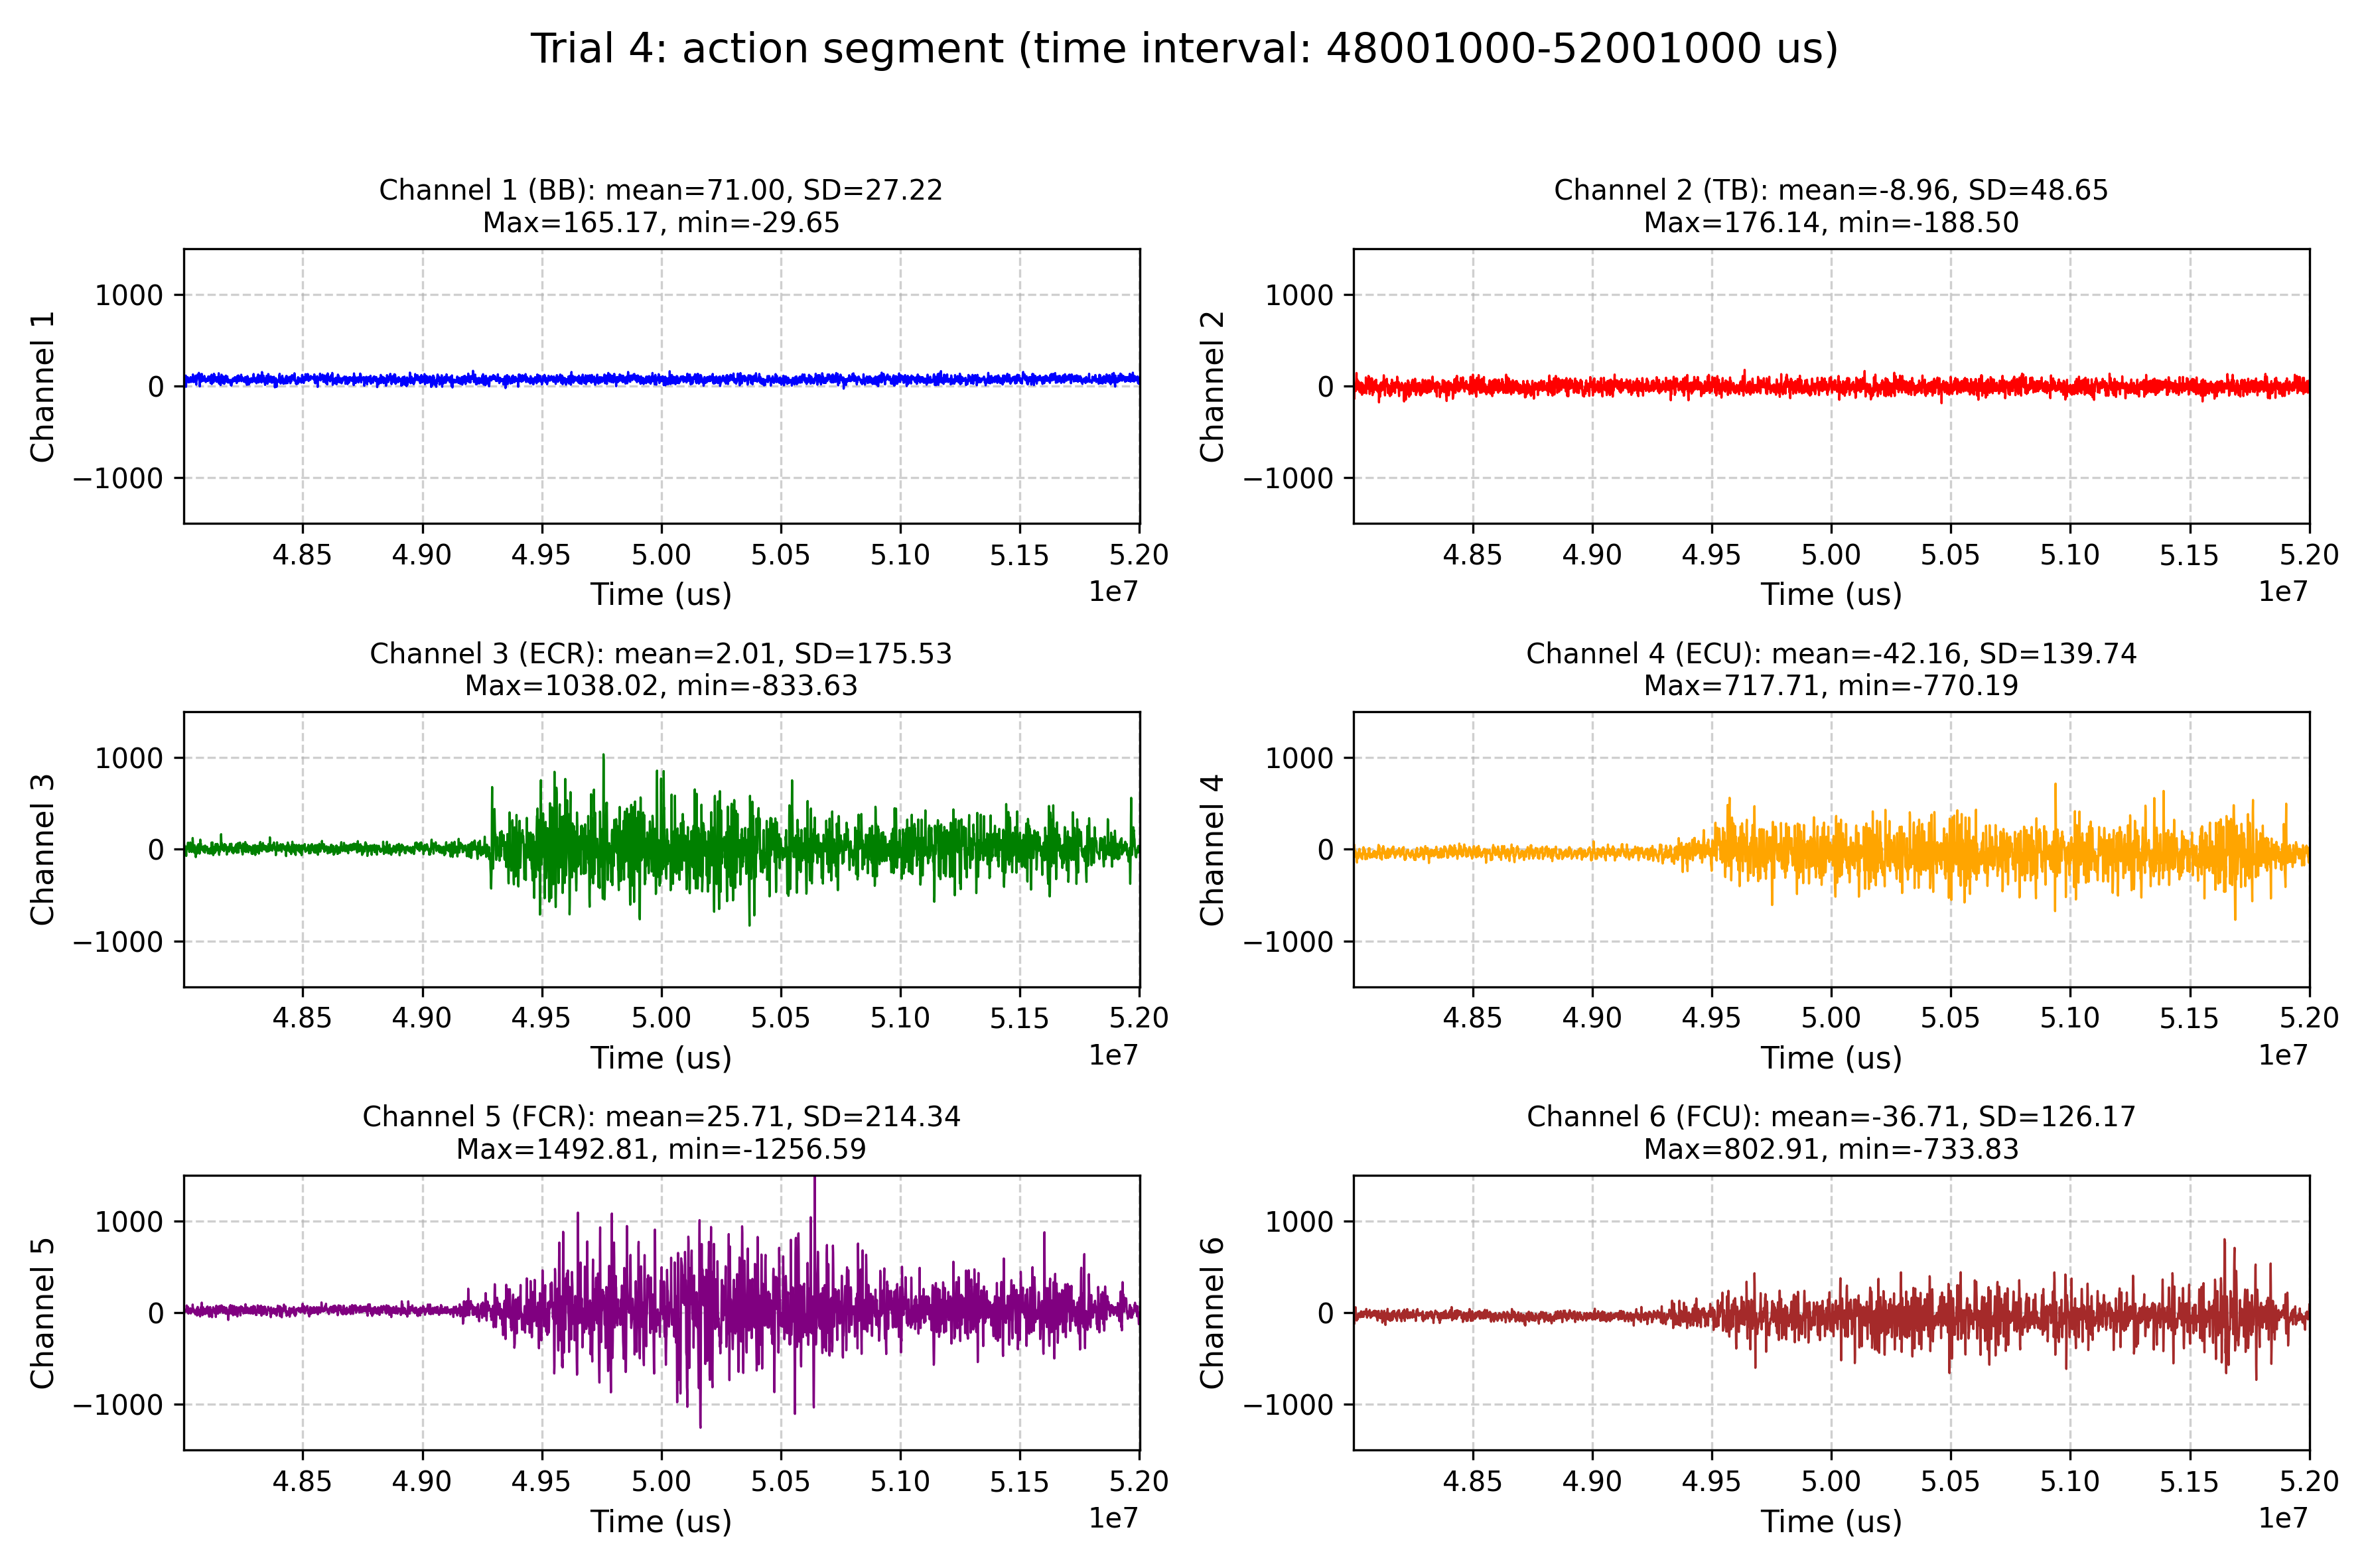 Trial 4: action segment (time interval: 48001000-52001000 us)
Channel 1 (BB): mean=71.00, SD=27.22
Max=165.17, min=-29.65
Channel 1
1000
0
−1000
4.85 4.90 4.95 5.00 5.05 5.10 5.15 5.20
1e7
Time (us)
Channel 2 (TB): mean=-8.96, SD=48.65
Max=176.14, min=-188.50
Channel 2
1000
0
−1000
4.85 4.90 4.95 5.00 5.05 5.10 5.15 5.20
1e7
Time (us)
Channel 3 (ECR): mean=2.01, SD=175.53
Max=1038.02, min=-833.63
Channel 3
1000
0
−1000
4.85 4.90 4.95 5.00 5.05 5.10 5.15 5.20
1e7
Time (us)
Channel 4 (ECU): mean=-42.16, SD=139.74
Max=717.71, min=-770.19
Channel 4
1000
0
−1000
4.85 4.90 4.95 5.00 5.05 5.10 5.15 5.20
1e7
Time (us)
Channel 5 (FCR): mean=25.71, SD=214.34
Max=1492.81, min=-1256.59
Channel 5
1000
0
−1000
4.85 4.90 4.95 5.00 5.05 5.10 5.15 5.20
1e7
Time (us)
Channel 6 (FCU): mean=-36.71, SD=126.17
Max=802.91, min=-733.83
Channel 6
1000
0
−1000
4.85 4.90 4.95 5.00 5.05 5.10 5.15 5.20
1e7
Time (us)